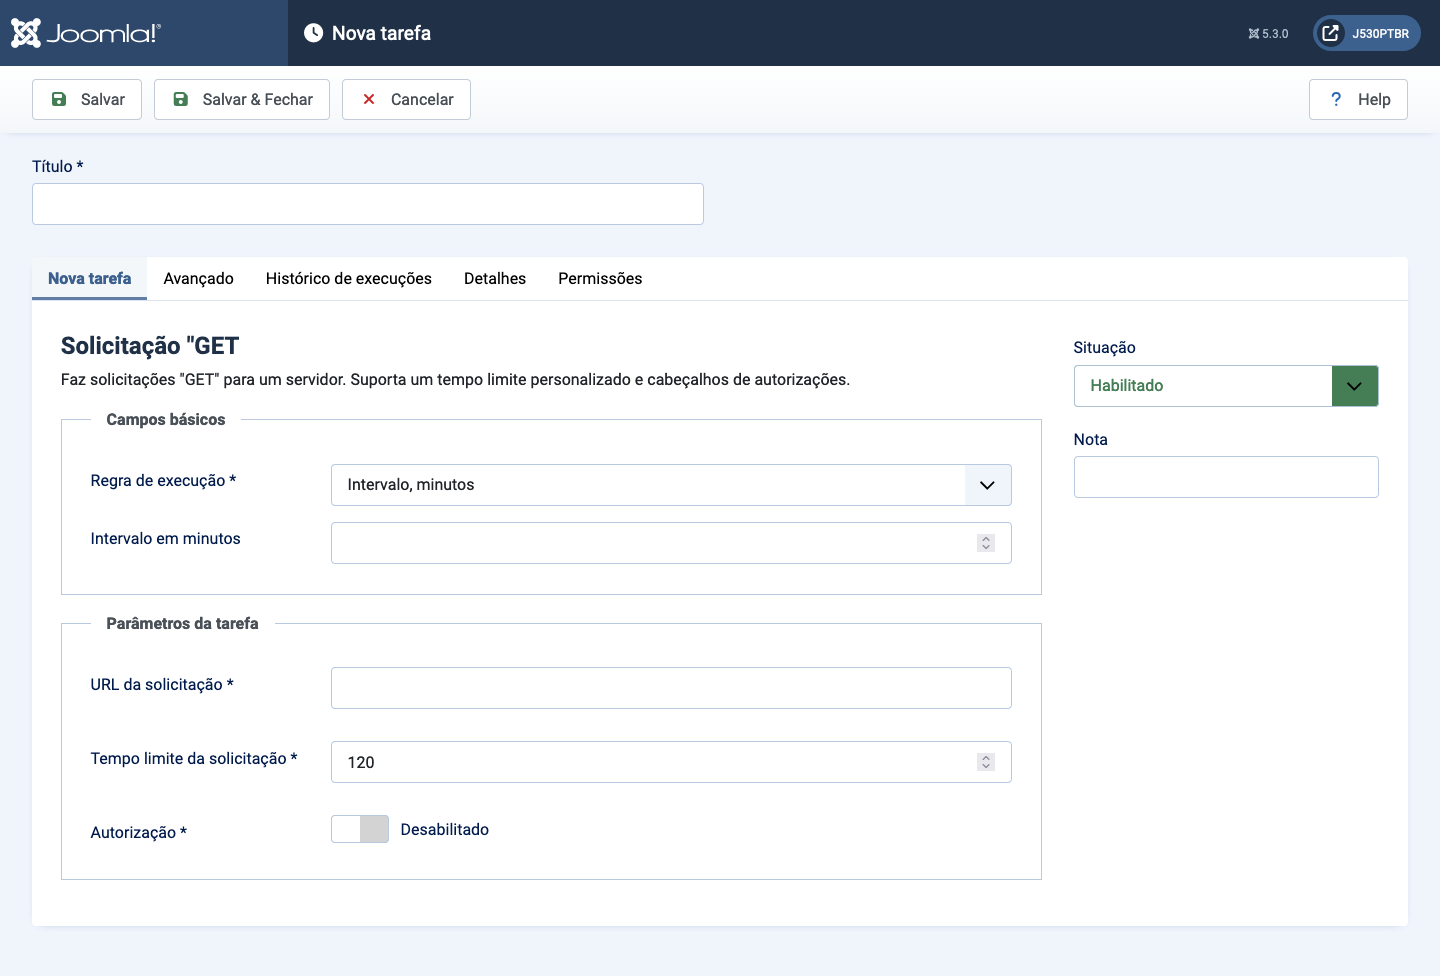 Joomla!®
Nova tarefa
5.3.0
J530PTBR
Salvar
Salvar & Fechar
Cancelar
? Help
Título *
Nova tarefa
Avançado
Histórico de execuções
Detalhes
Permissões
Solicitação "GET
Faz solicitações "GET" para um servidor. Suporta um tempo limite personalizado e cabeçalhos de autorizações.
Campos básicos
Regra de execução *
Intervalo, minutos
Intervalo em minutos
Parâmetros da tarefa
URL da solicitação *
Tempo limite da solicitação *
120
Autorização *
Desabilitado
Situação
Habilitado
Nota